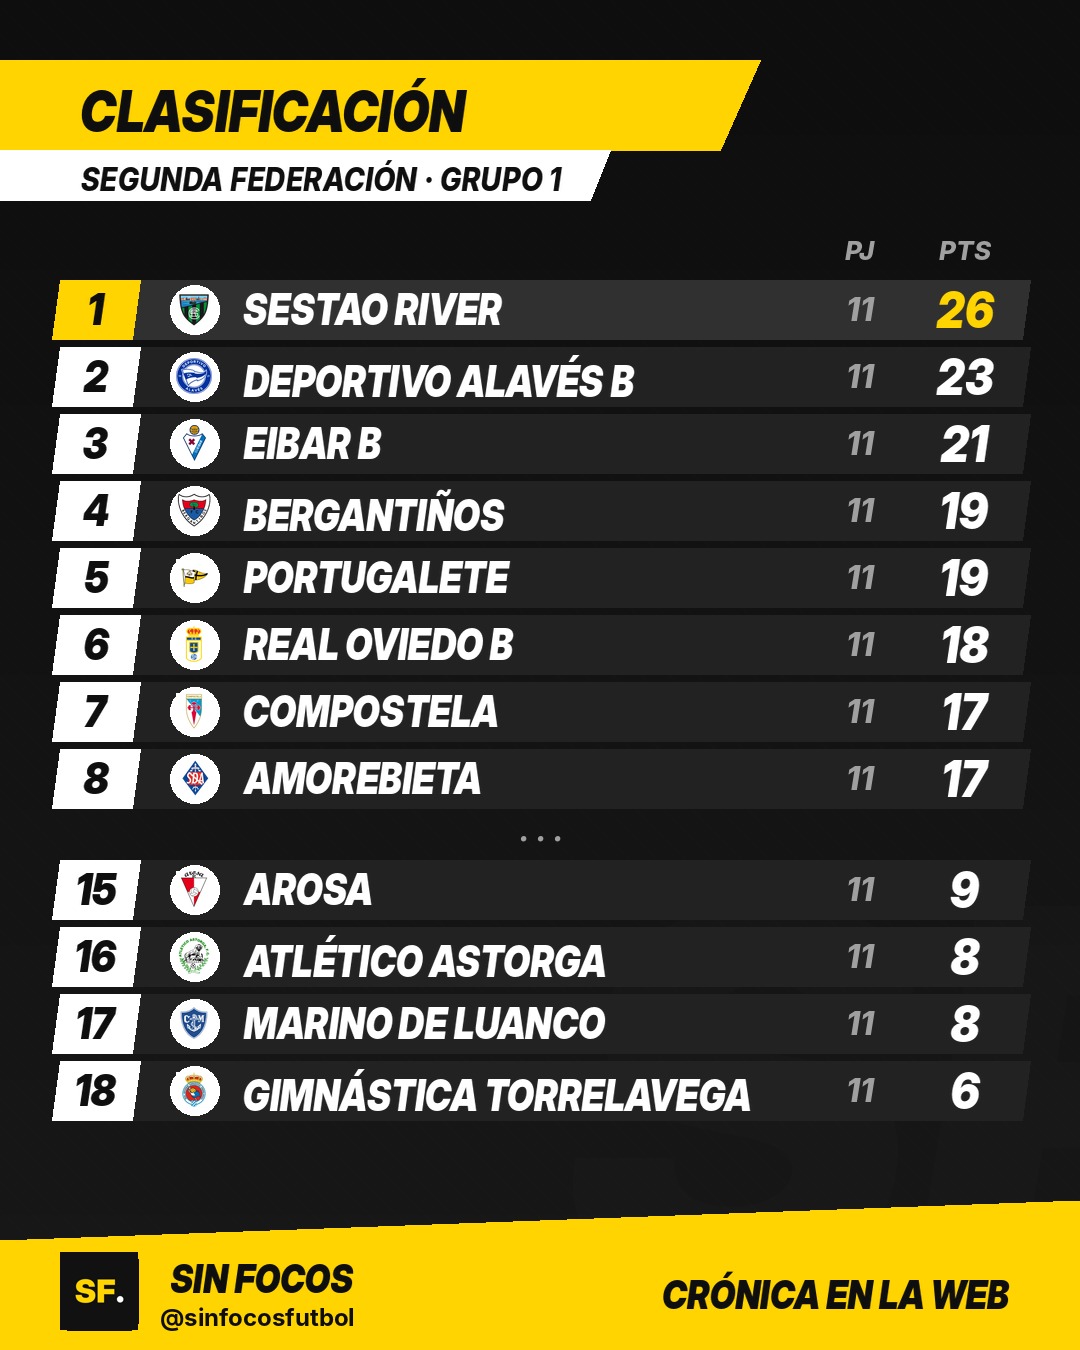 CLASIFICACIÓN
SEGUNDA FEDERACIÓN · GRUPO 1
PJ PTS
1 SESTAO RIVER 11 26
2 DEPORTIVO ALAVÉS B 11 23
3 EIBAR B 11 21
4 BERGANTIÑOS 11 19
5 PORTUGALETE 11 19
6 REAL OVIEDO B 11 18
7 COMPOSTELA 11 17
8 AMOREBIETA 11 17
...
15 AROSA 11 9
16 ATLÉTICO ASTORGA 11 8
17 MARINO DE LUANCO 11 8
18 GIMNÁSTICA TORRELAVEGA 11 6
SF.
SIN FOCOS
@sinfocosfutbol
CRÓNICA EN LA WEB